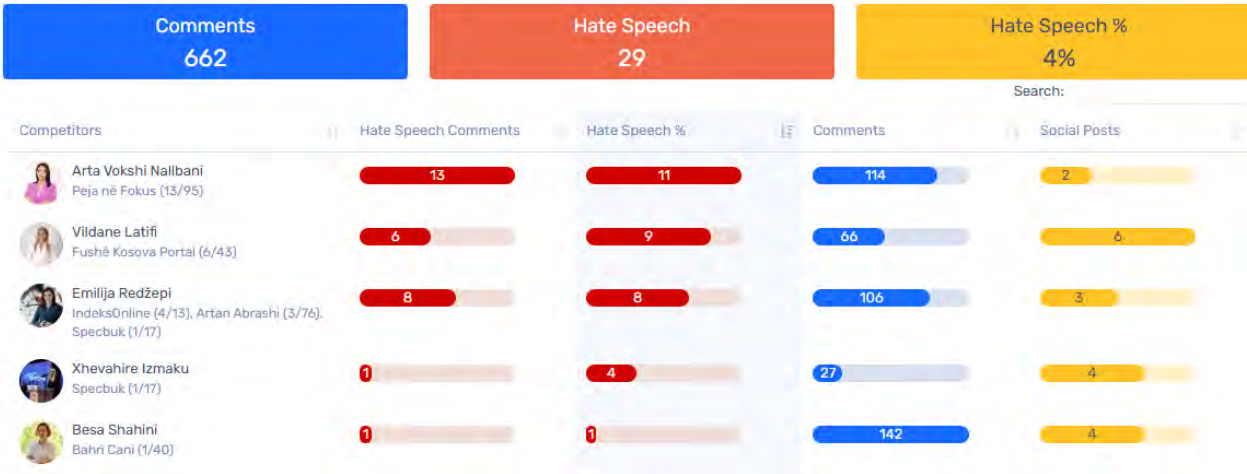 Comments
662
Hate Speech
29
Hate Speech %
4%
Search:
Competitors Hate Speech Comments Hate Speech % Comments Social Posts
Arta Vokshi Nallbani
Peja në Fokus (13/95)
13 11 114 2
Vildane Latifi
Fushë Kosova Portal (6/43)
6 9 66 6
Emilija Redžepi
IndeksOnline (4/13), Artan Abrashi (3/76),
Specbuk (1/17)
8 8 106 3
Xhevahire Izmaku
Specbuk (1/17)
1 4 27 4
Besa Shahini
Bahri Cani (1/40)
1 1 142 4